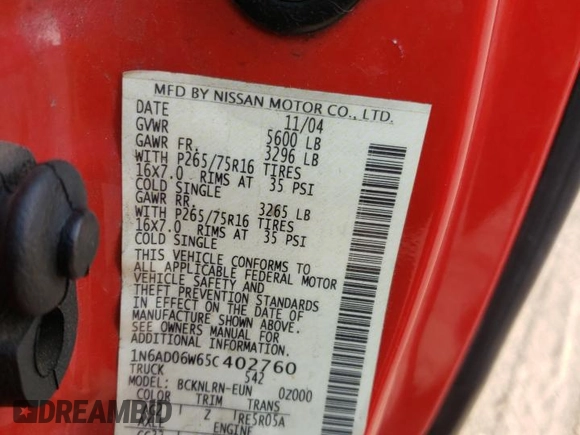 MFD BY NISSAN MOTOR CO., LTD.
DATE 11/04
GVWR 5600 LB
GAWR FR. 3296 LB
WITH P265/75R16 TIRES
16X7.0 RIMS AT 35 PSI
COLD SINGLE
GAWR RR. 3265 LB
WITH P265/75R16 TIRES
16X7.0 RIMS AT 35 PSI
COLD SINGLE
THIS VEHICLE CONFORMS TO
ALL APPLICABLE FEDERAL MOTOR
VEHICLE SAFETY AND
THEFT PREVENTION STANDARDS
IN EFFECT ON THE DATE OF
MANUFACTURE SHOWN ABOVE.
SEE OWNERS MANUAL FOR
ADDITIONAL INFORMATION.
1N6AD06W65C402760
TRUCK 542
MODEL: BCKNLRN-EUN 02000
COLOR TRIM TRANS
Z RE5R05A
ENGINE
DREAMBID